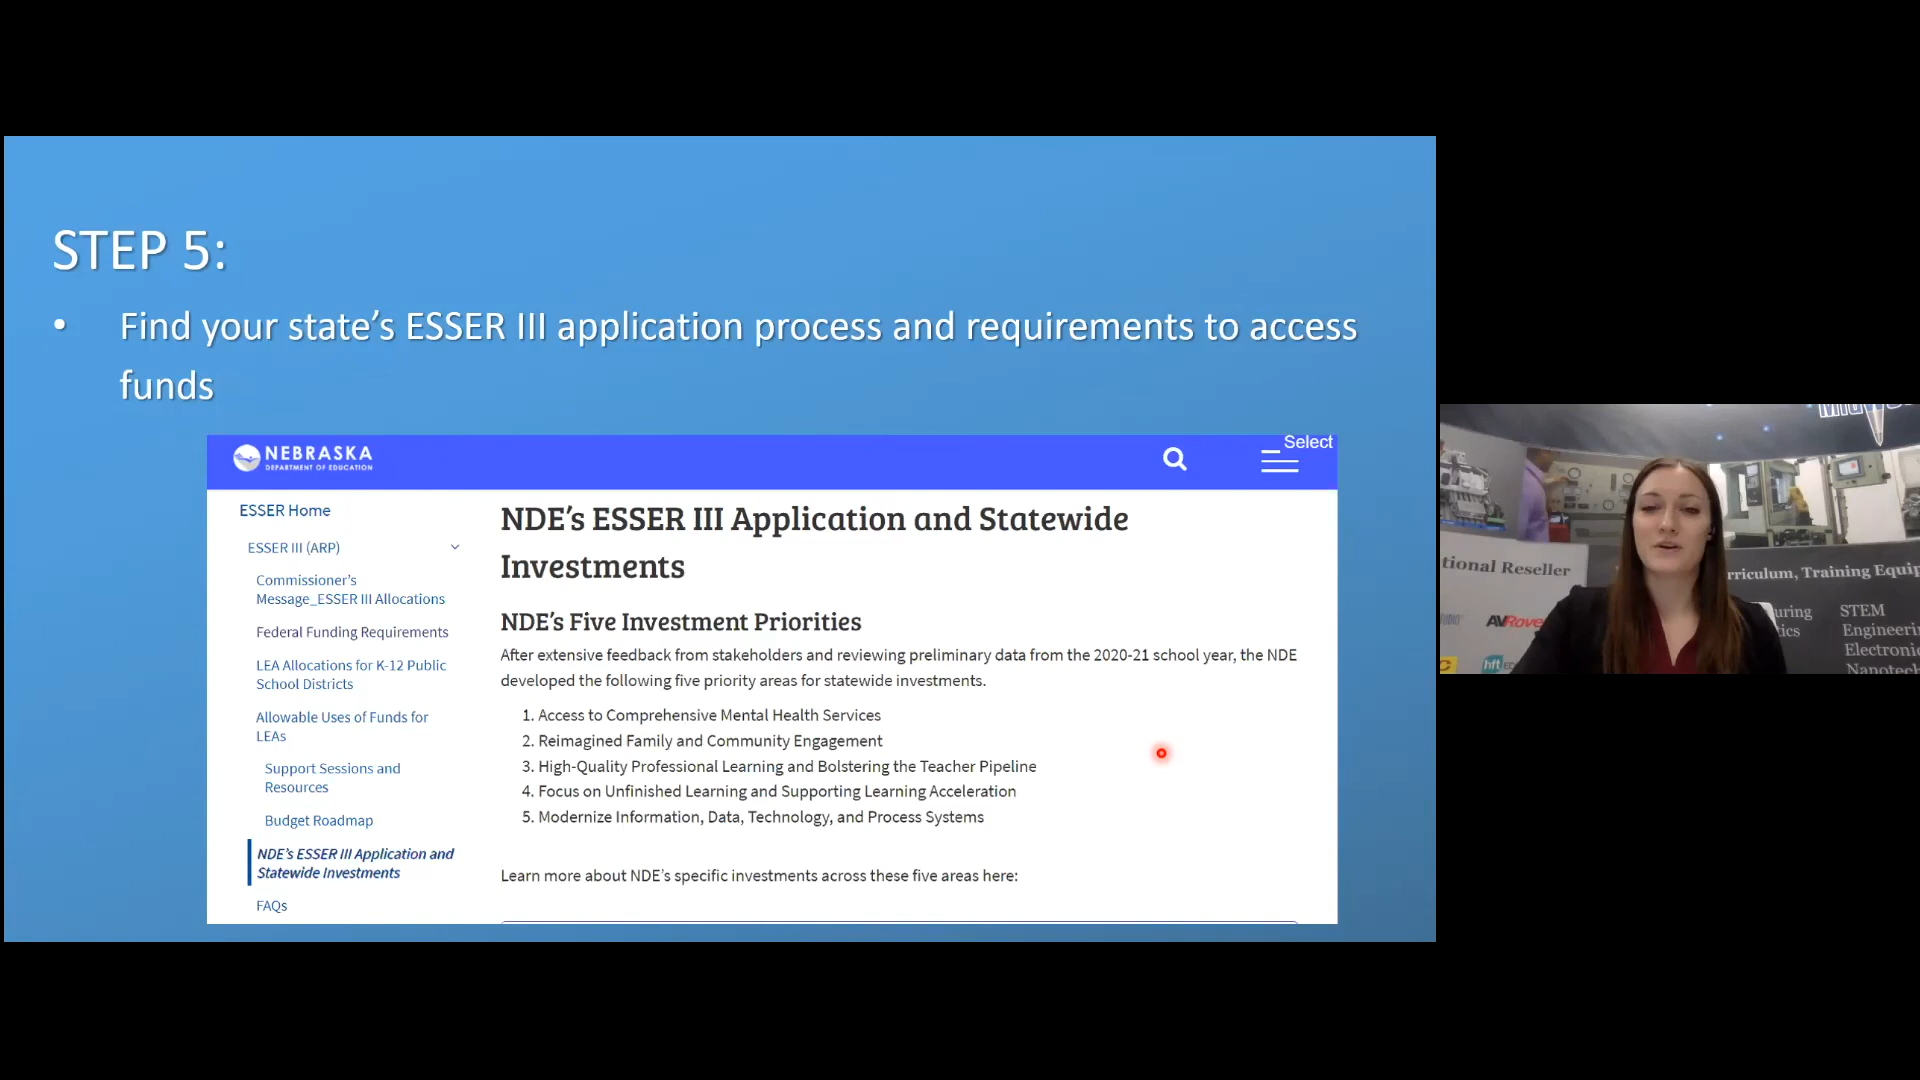 STEP 5:
• Find your state’s ESSER III application process and requirements to access
funds
NEBRASKA
DEPARTMENT OF EDUCATION
Select
ESSER Home
ESSER III (ARP)
Commissioner’s
Message_ESSER III Allocations
Federal Funding Requirements
LEA Allocations for K-12 Public
School Districts
Allowable Uses of Funds for
LEAs
Support Sessions and
Resources
Budget Roadmap
NDE’s ESSER III Application and
Statewide Investments
FAQs
NDE’s ESSER III Application and Statewide
Investments
NDE’s Five Investment Priorities
After extensive feedback from stakeholders and reviewing preliminary data from the 2020-21 school year, the NDE
developed the following five priority areas for statewide investments.
1. Access to Comprehensive Mental Health Services
2. Reimagined Family and Community Engagement
3. High-Quality Professional Learning and Bolstering the Teacher Pipeline
4. Focus on Unfinished Learning and Supporting Learning Acceleration
5. Modernize Information, Data, Technology, and Process Systems
Learn more about NDE’s specific investments across these five areas here:
tional Reseller
AVRove
hft
rriculum, Training Equip
uring
tics
STEM
Engineeri
Electronic
Nanotech